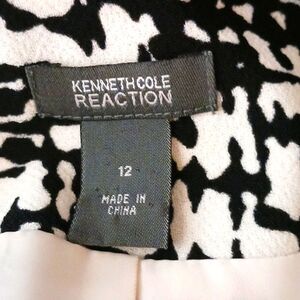 KENNETH COLE
REACTION
12
MADE IN
CHINA